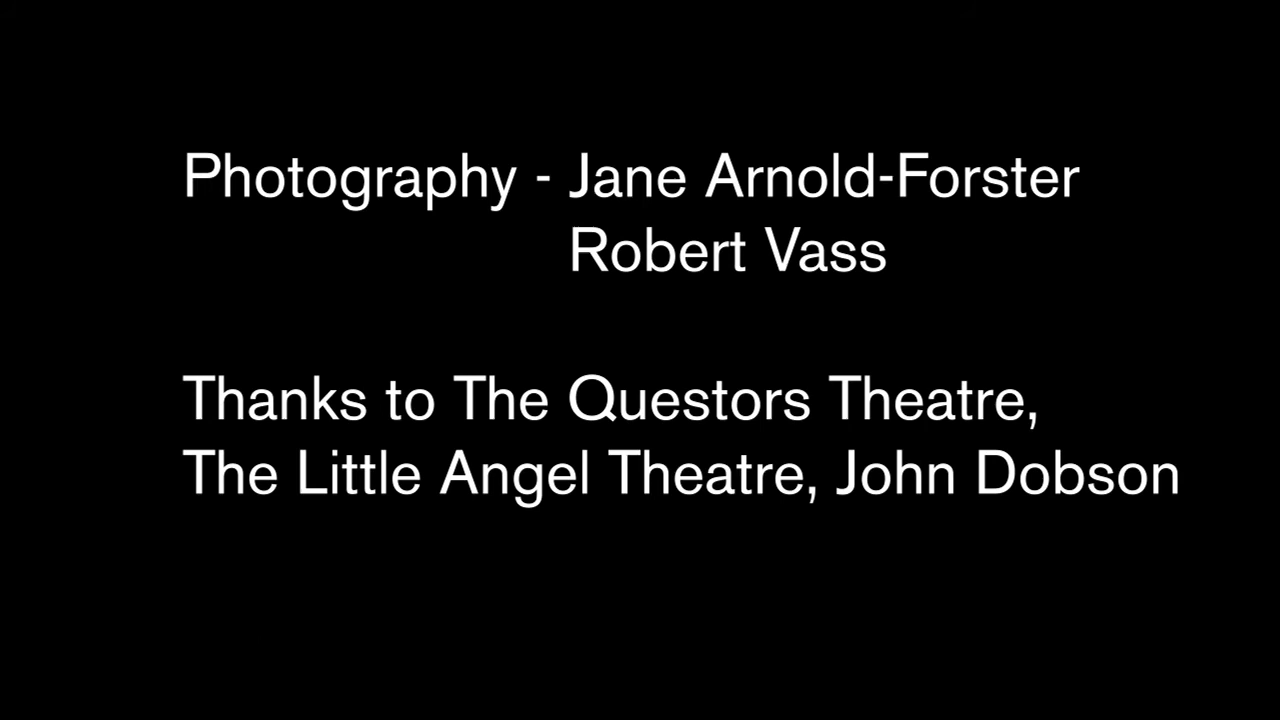 Photography - Jane Arnold-Forster
Robert Vass
Thanks to The Questors Theatre,
The Little Angel Theatre, John Dobson